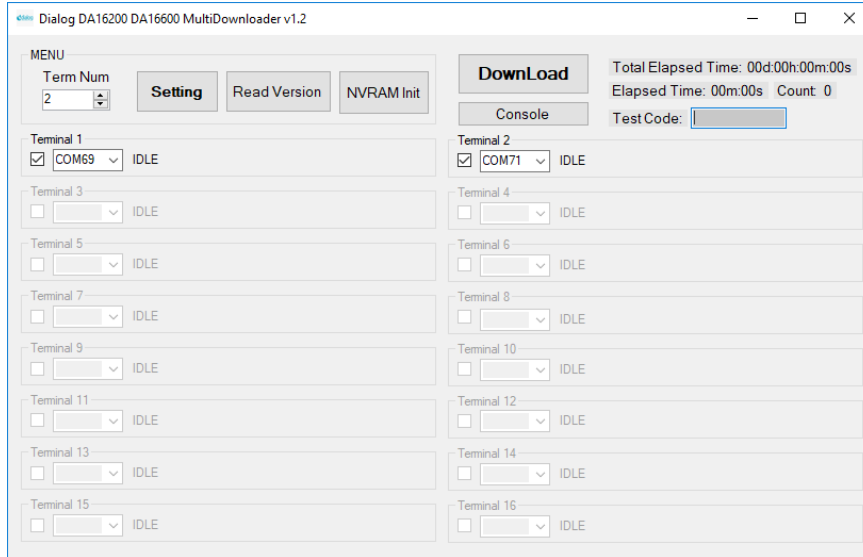 dialog Dialog DA16200 DA16600 MultiDownloader v1.2
MENU
Term Num
2
Setting
Read Version
NVRAM Init
DownLoad
Console
Total Elapsed Time: 00d:00h:00m:00s
Elapsed Time: 00m:00s Count: 0
Test Code:
Terminal 1
COM69 IDLE
Terminal 2
COM71 IDLE
Terminal 3
IDLE
Terminal 4
IDLE
Terminal 5
IDLE
Terminal 6
IDLE
Terminal 7
IDLE
Terminal 8
IDLE
Terminal 9
IDLE
Terminal 10
IDLE
Terminal 11
IDLE
Terminal 12
IDLE
Terminal 13
IDLE
Terminal 14
IDLE
Terminal 15
IDLE
Terminal 16
IDLE